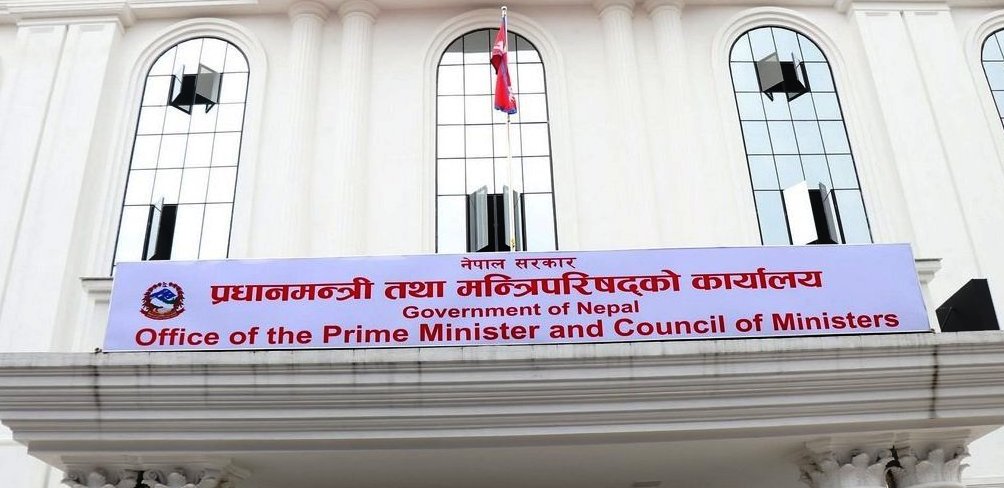 नेपाल सरकार
प्रधानमन्त्री तथा मन्त्रिपरिषद्को कार्यालय
Government of Nepal
Office of the Prime Minister and Council of Ministers